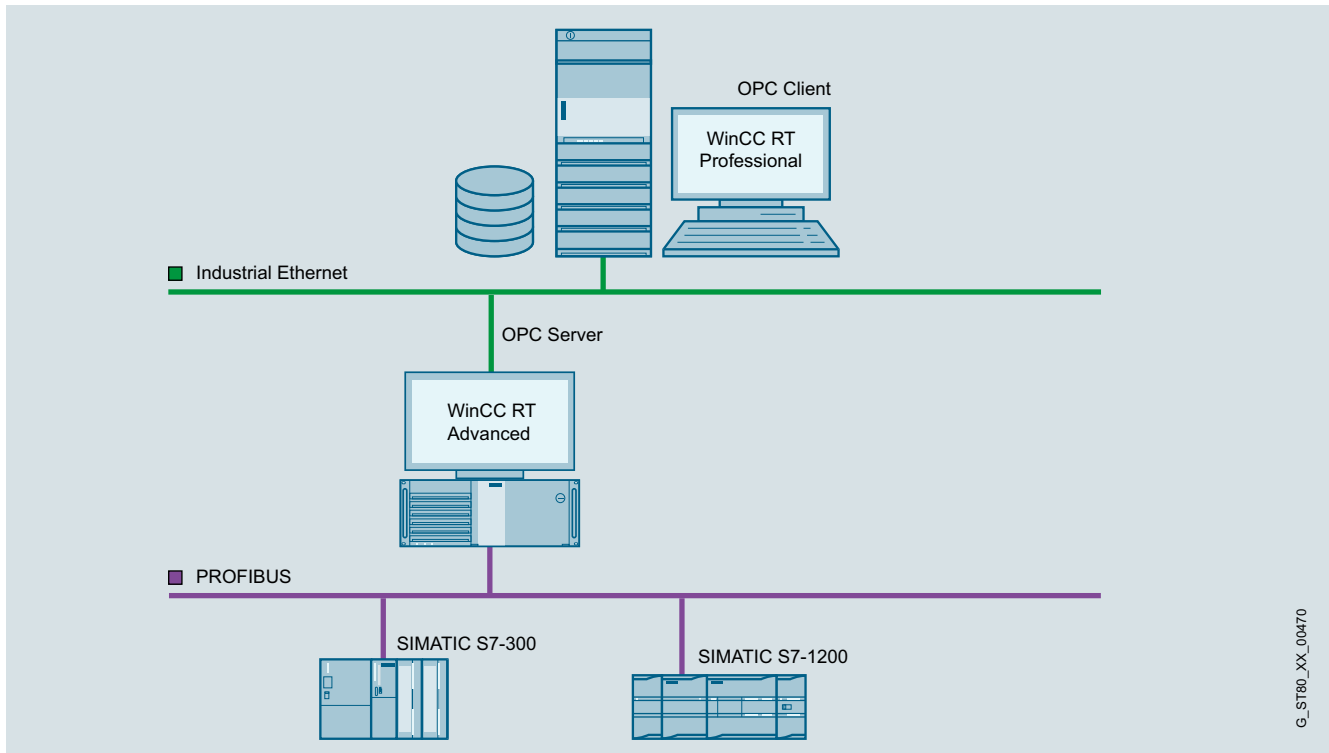 OPC Client
WinCC RT
Professional
Industrial Ethernet
OPC Server
WinCC RT
Advanced
PROFIBUS
SIMATIC S7-300
SIMATIC S7-1200
G_ST80_XX_00470